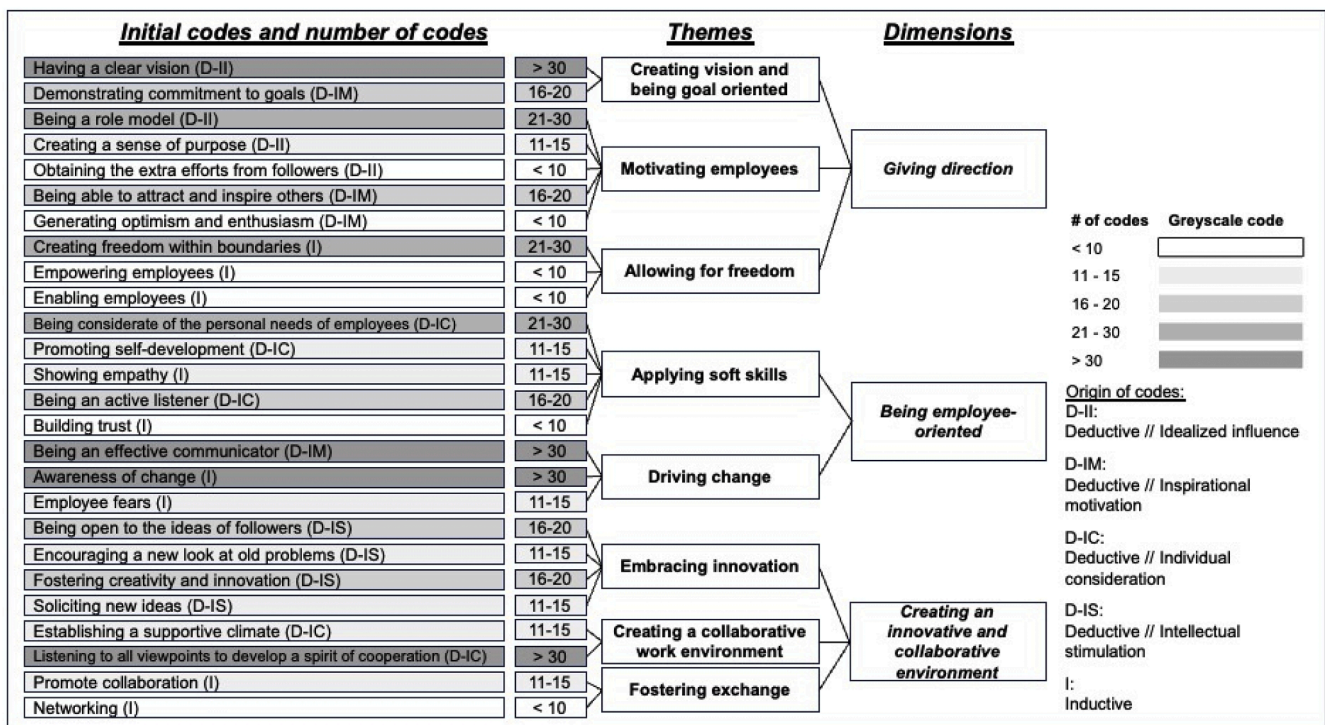 Initial codes and number of codes
Themes
Dimensions
Having a clear vision (D-II)
> 30
Demonstrating commitment to goals (D-IM)
16-20
Being a role model (D-II)
21-30
Creating a sense of purpose (D-II)
11-15
Obtaining the extra efforts from followers (D-II)
< 10
Being able to attract and inspire others (D-IM)
16-20
Generating optimism and enthusiasm (D-IM)
< 10
Creating freedom within boundaries (I)
21-30
Empowering employees (I)
< 10
Enabling employees (I)
< 10
Being considerate of the personal needs of employees (D-IC)
21-30
Promoting self-development (D-IC)
11-15
Showing empathy (I)
11-15
Being an active listener (D-IC)
16-20
Building trust (I)
< 10
Being an effective communicator (D-IM)
> 30
Awareness of change (I)
> 30
Employee fears (I)
11-15
Being open to the ideas of followers (D-IS)
16-20
Encouraging a new look at old problems (D-IS)
11-15
Fostering creativity and innovation (D-IS)
16-20
Soliciting new ideas (D-IS)
11-15
Establishing a supportive climate (D-IC)
11-15
Listening to all viewpoints to develop a spirit of cooperation (D-IC)
> 30
Promote collaboration (I)
11-15
Networking (I)
< 10
Creating vision and
being goal oriented
Motivating employees
Allowing for freedom
Applying soft skills
Driving change
Embracing innovation
Creating a collaborative
work environment
Fostering exchange
Giving direction
Being employee-
oriented
Creating an
innovative and
collaborative
environment
# of codes
Greyscale code
< 10
11 - 15
16 - 20
21 - 30
> 30
Origin of codes:
D-II:
Deductive // Idealized influence
D-IM:
Deductive // Inspirational
motivation
D-IC:
Deductive // Individual
consideration
D-IS:
Deductive // Intellectual
stimulation
I:
Inductive